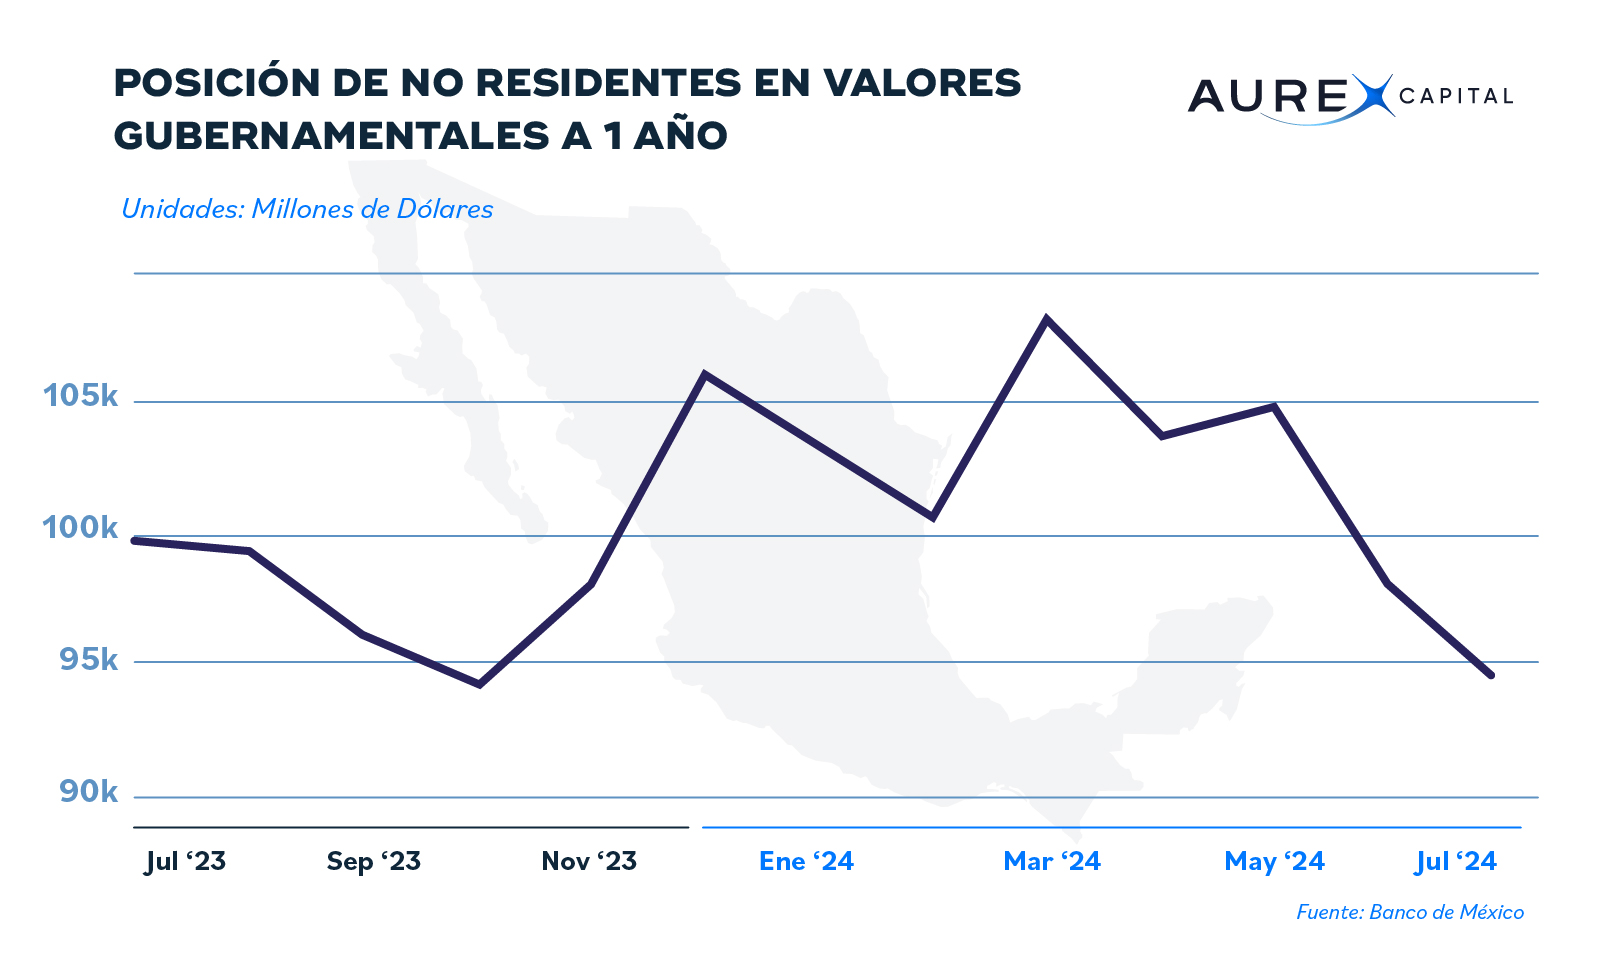 POSICIÓN DE NO RESIDENTES EN VALORES
GUBERNAMENTALES A 1 AÑO
AUREX CAPITAL
Unidades: Millones de Dólares
105k
100k
95k
90k
Jul ‘23 Sep ‘23 Nov ‘23 Ene ‘24 Mar ‘24 May ‘24 Jul ‘24
Fuente: Banco de México